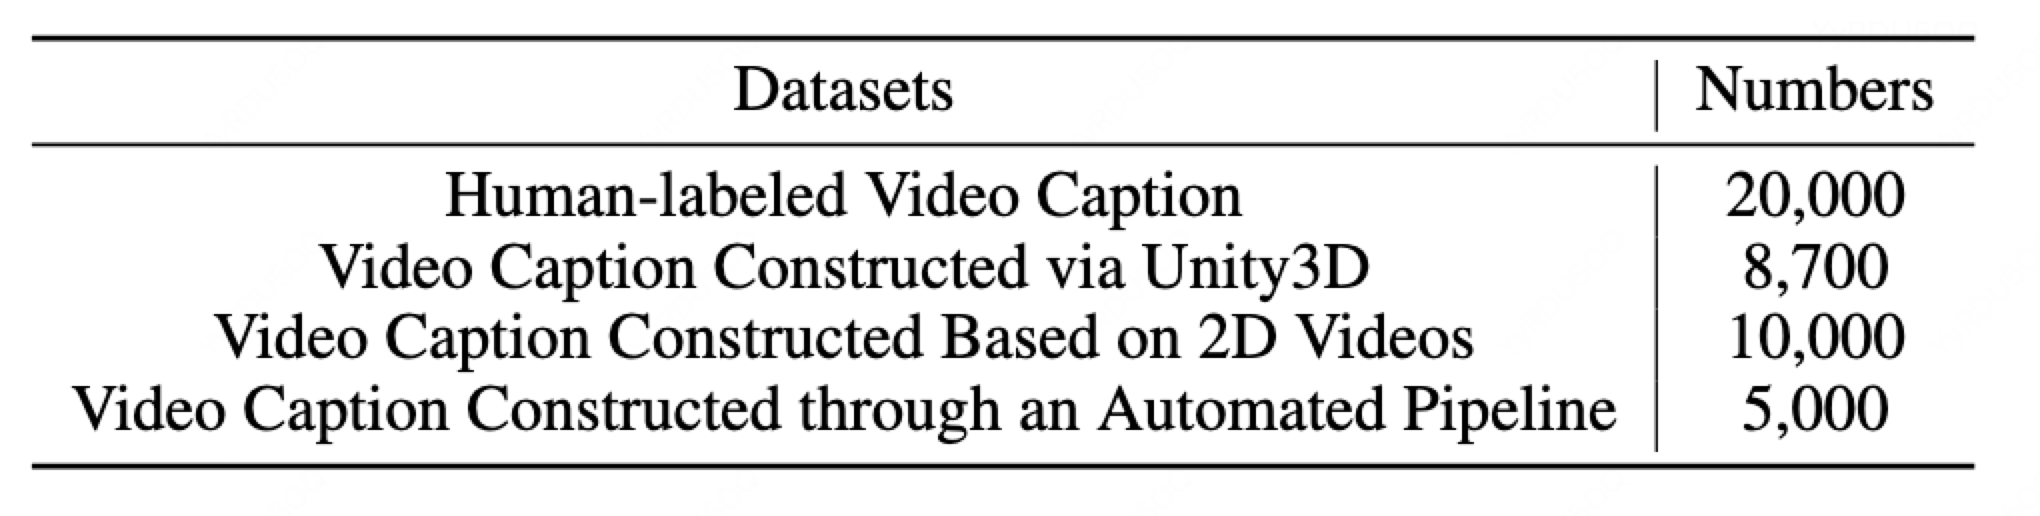 Datasets Numbers
Human-labeled Video Caption 20,000
Video Caption Constructed via Unity3D 8,700
Video Caption Constructed Based on 2D Videos 10,000
Video Caption Constructed through an Automated Pipeline 5,000